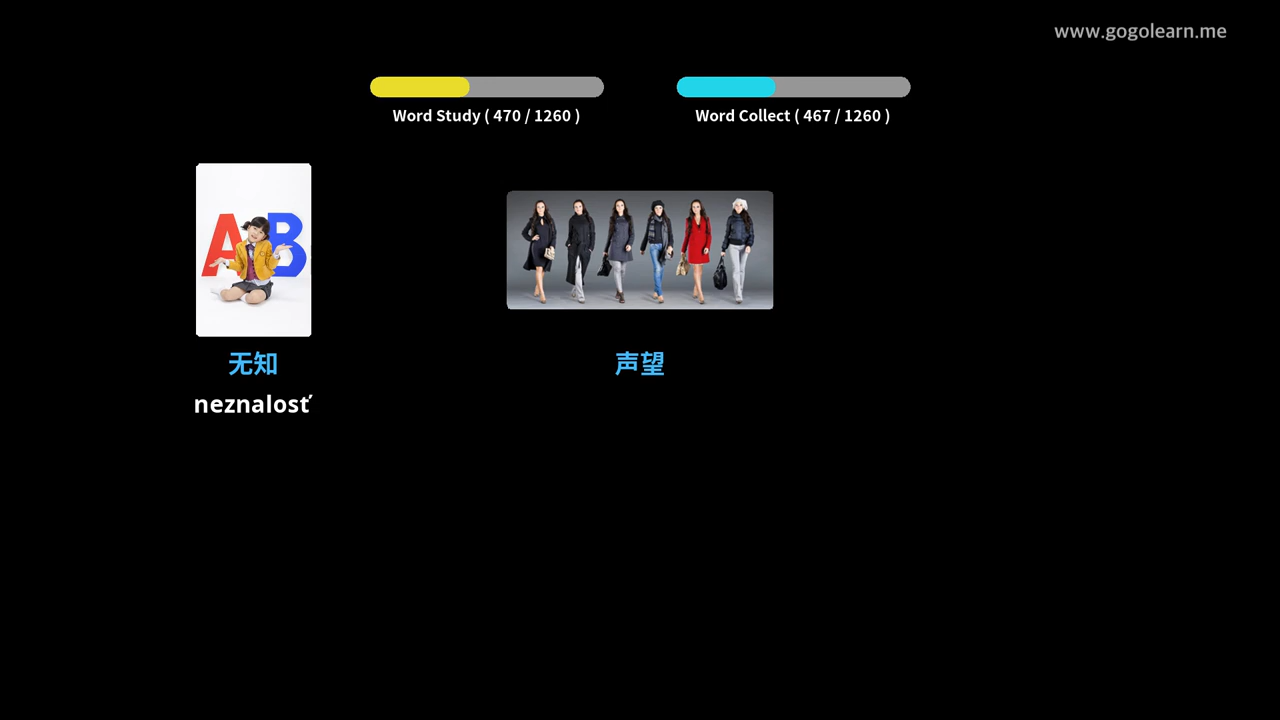 www.gogolearn.me
Word Study ( 470 / 1260 )
Word Collect ( 467 / 1260 )
A B
无知
声望
neznalosť